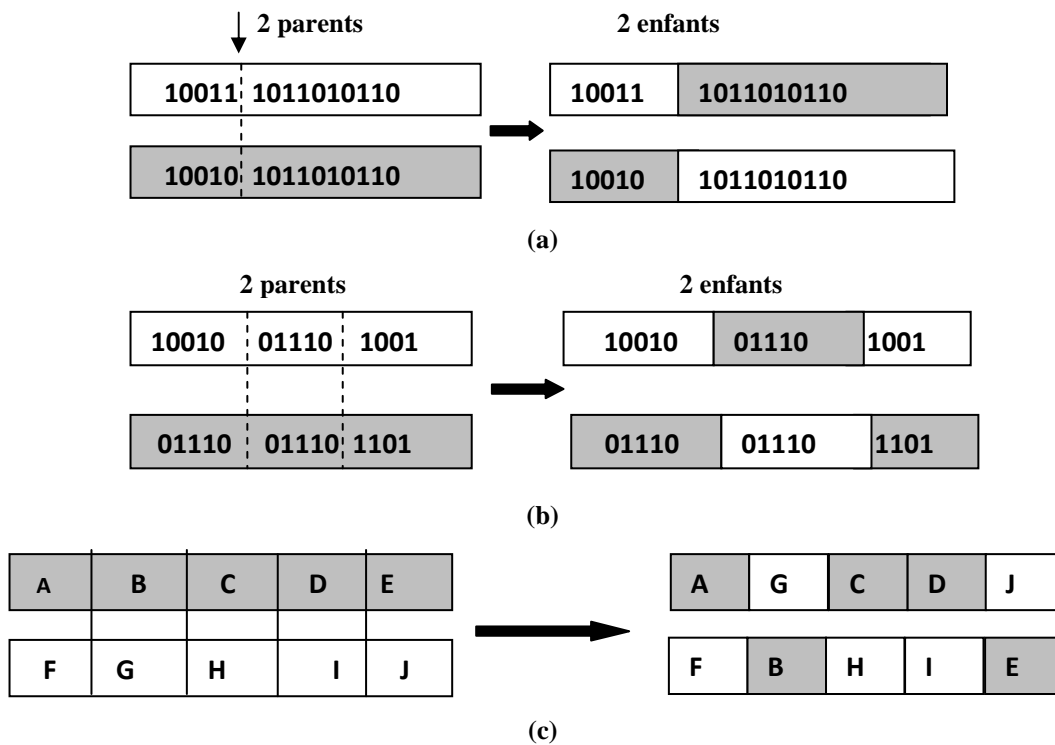 2 parents 2 enfants
10011 1011010110 10011 1011010110
10010 1011010110 10010 1011010110
(a)
2 parents 2 enfants
10010 01110 1001 10010 01110 1001
01110 01110 1101 01110 01110 1101
(b)
A B C D E A G C D J
F G H I J F B H I E
(c)